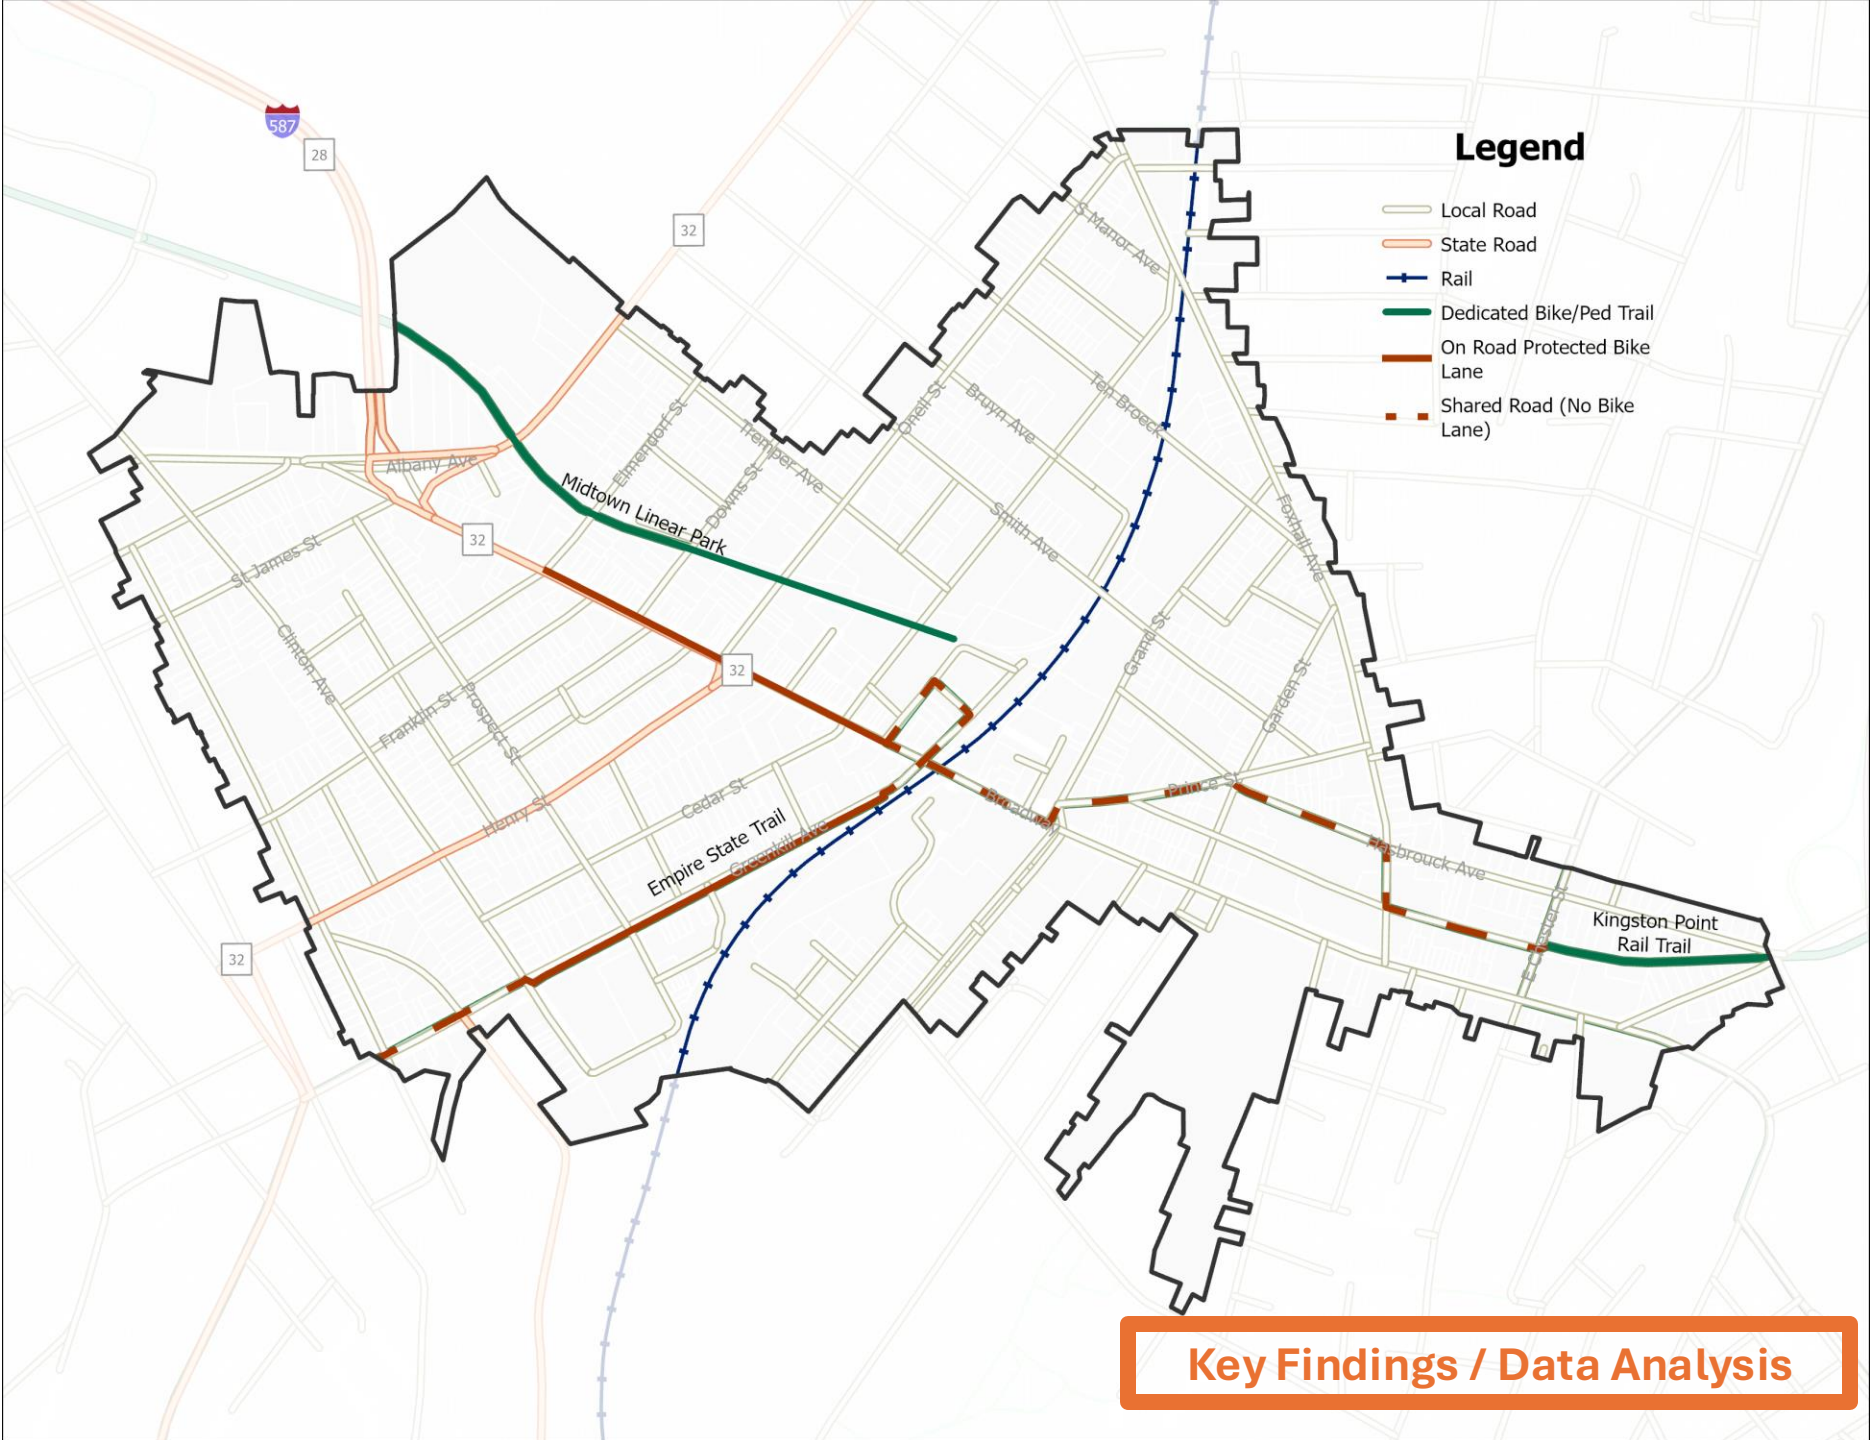 587
28
32
Legend
Local Road
State Road
Rail
Dedicated Bike/Ped Trail
On Road Protected Bike
Lane
Shared Road (No Bike
Lane)
S Manor Ave
Ten Broeck
Bruyn Ave
Onell St
Tremper Ave
Elmendorf St
Downs St
Albany Ave
Midtown Linear Park
Smith Ave
Foxhall Ave
32
St James St
Clinton Ave
Franklin St
Prospect St
32
Grand St
Garden St
Henry St
Cedar St
Empire State Trail
Greenkill Ave
Broadway
Prince St
Hasbrouck Ave
E Chester St
Kingston Point
Rail Trail
32
Key Findings / Data Analysis